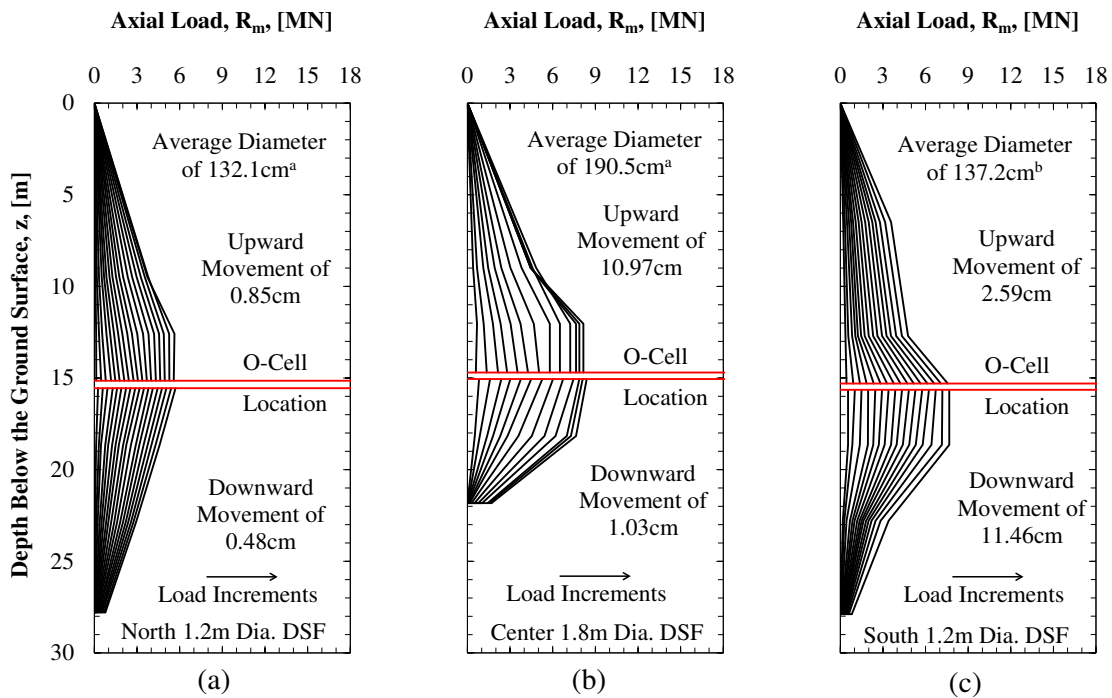 Axial Load, Rm, [MN]
0 3 6 9 12 15 18
Depth Below the Ground Surface, z, [m]
0
5
10
15
20
25
30
Average Diameter
of 132.1cmᵃ
Upward
Movement of
0.85cm
O-Cell
Location
Downward
Movement of
0.48cm
Load Increments
North 1.2m Dia. DSF
(a)
Axial Load, Rm, [MN]
0 3 6 9 12 15 18
Average Diameter
of 190.5cmᵃ
Upward
Movement of
10.97cm
O-Cell
Location
Downward
Movement of
1.03cm
Load Increments
Center 1.8m Dia. DSF
(b)
Axial Load, Rm, [MN]
0 3 6 9 12 15 18
Average Diameter
of 137.2cmᵇ
Upward
Movement of
2.59cm
O-Cell
Location
Downward
Movement of
11.46cm
Load Increments
South 1.2m Dia. DSF
(c)